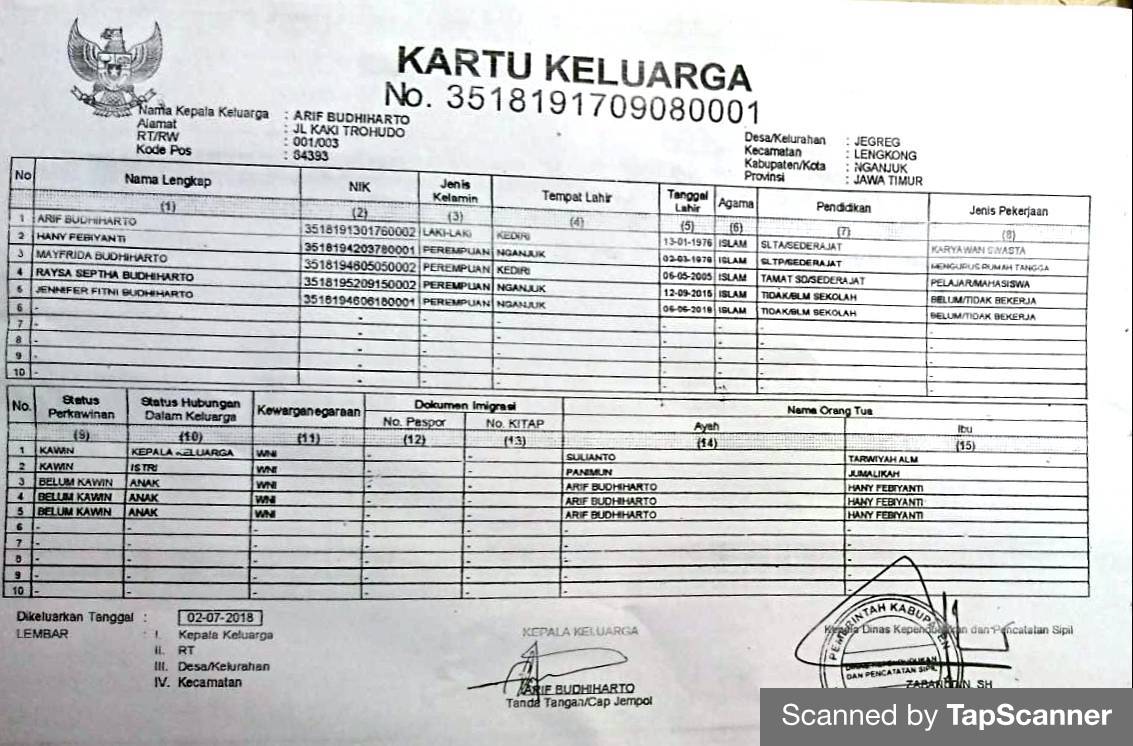 KARTU KELUARGA
No. 3518191709080001
Nama Kepala Keluarga : ARIF BUDHIHARTO
Alamat : JL KAKI TROHUDO
RT/RW : 001/003
Kode Pos : 64393
Desa/Kelurahan : JEGREG
Kecamatan : LENGKONG
Kabupaten/Kota : NGANJUK
Provinsi : JAWA TIMUR
No Nama Lengkap NIK Jenis Kelamin Tempat Lahir Tanggal Lahir Agama Pendidikan Jenis Pekerjaan
(1) (2) (3) (4) (5) (6) (7) (8)
1 ARIF BUDHIHARTO 3518191301760002 LAKI-LAKI KEDIRI 13-01-1976 ISLAM SLTA/SEDERAJAT KARYAWAN SWASTA
2 HANY FEBIYANTI 3518194203780001 PEREMPUAN NGANJUK 02-03-1978 ISLAM SLTP/SEDERAJAT MENGURUS RUMAH TANGGA
3 MAYFRIDA BUDHIHARTO 3518194605050002 PEREMPUAN KEDIRI 06-05-2005 ISLAM TAMAT SD/SEDERAJAT PELAJAR/MAHASISWA
4 RAYSA SEPTHA BUDHIHARTO 3518195209150002 PEREMPUAN NGANJUK 12-09-2015 ISLAM TIDAK/BLM SEKOLAH BELUM/TIDAK BEKERJA
5 JENNIFER FITNI BUDHIHARTO 3518194606180001 PEREMPUAN NGANJUK 06-06-2018 ISLAM TIDAK/BLM SEKOLAH BELUM/TIDAK BEKERJA
6 - - - - - - - -
7 - - - - - - - -
8 - - - - - - - -
9 - - - - - - - -
10 - - - - - - - -
No. Status Perkawinan Status Hubungan Dalam Keluarga Kewarganegaraan Dokumen Imigrasi Nama Orang Tua
No. Paspor No. KITAP Ayah Ibu
(9) (10) (11) (12) (13) (14) (15)
1 KAWIN KEPALA KELUARGA WNI - - SULIANTO TARWIYAH ALM
2 KAWIN ISTRI WNI - - PANIMUN JUMALIKAH
3 BELUM KAWIN ANAK WNI - - ARIF BUDHIHARTO HANY FEBIYANTI
4 BELUM KAWIN ANAK WNI - - ARIF BUDHIHARTO HANY FEBIYANTI
5 BELUM KAWIN ANAK WNI - - ARIF BUDHIHARTO HANY FEBIYANTI
6 - - - - - - -
7 - - - - - - -
8 - - - - - - -
9 - - - - - - -
10 - - - - - - -
Dikeluarkan Tanggal : 02-07-2018
LEMBAR : I. Kepala Keluarga
II. RT
III. Desa/Kelurahan
IV. Kecamatan
KEPALA KELUARGA
ARIF BUDHIHARTO
Tanda Tangan/Cap Jempol
Kepala Dinas Kependudukan dan Pencatatan Sipil
PEMERINTAH KABUPATEN
DINAS KEPENDUDUKAN
DAN PENCATATAN SIPIL
SH
Scanned by TapScanner